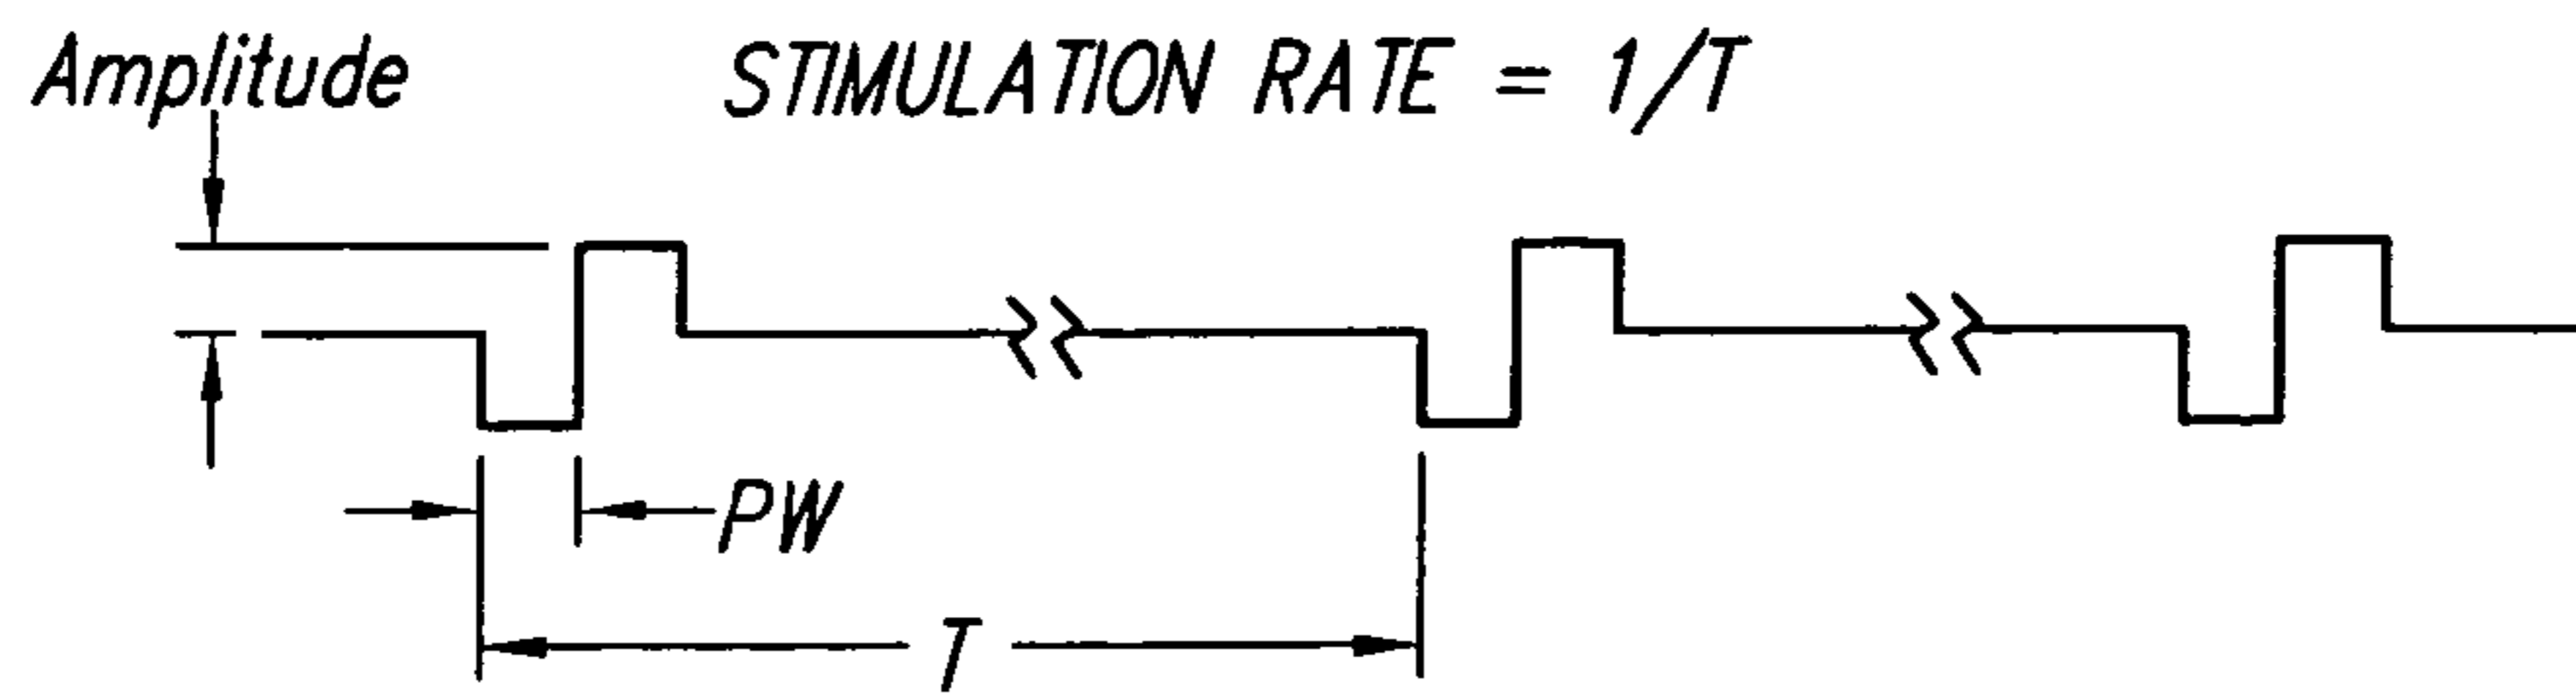 Amplitude
STIMULATION RATE = 1/T
PW
T